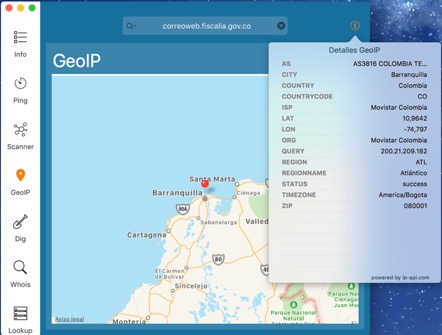 correoweb.fiscalia.gov.co
Info
Ping
Scanner
GeoIP
Dig
Whois
Lookup
GeoIP
Santa Marta
Barranquilla
Ciénaga
90A
Sabanalarga
Valled
Cartagena
El Carmen
de Bolívar
80
45
Sincelejo
Montería
Parque Nacional
Natural
Parque
Nacional
Aviso legal
Detalles GeoIP
AS AS3816 COLOMBIA TE...
CITY Barranquilla
COUNTRY Colombia
COUNTRYCODE CO
ISP Movistar Colombia
LAT 10,9642
LON -74,797
ORG Movistar Colombia
QUERY 200.21.209.182
REGION ATL
REGIONNAME Atlántico
STATUS success
TIMEZONE America/Bogota
ZIP 080001
powered by ip-api.com